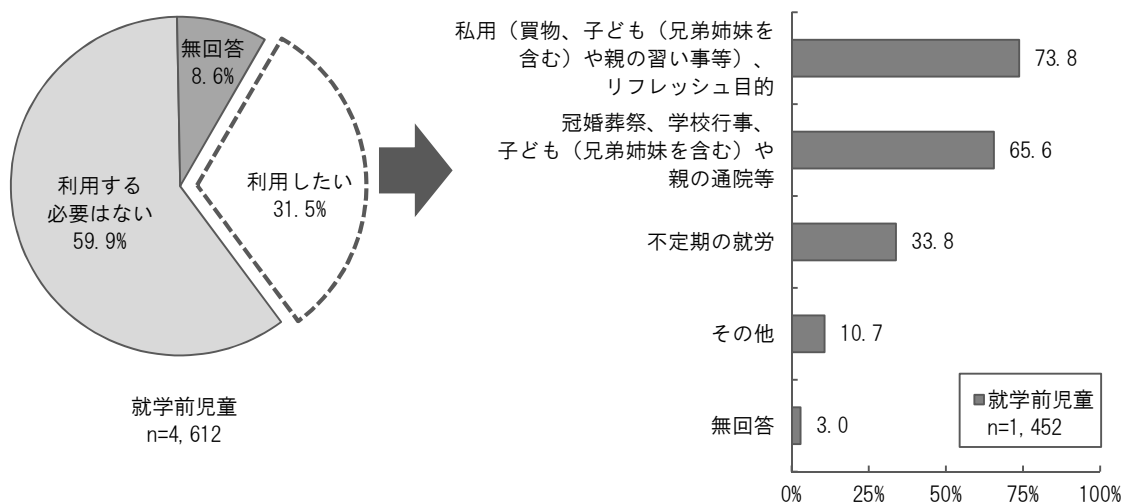 無回答
8.6%
利用する
必要はない
59.9%
利用したい
31.5%
就学前児童
n=4,612
私用（買物、子ども（兄弟姉妹を
含む）や親の習い事等）、
リフレッシュ目的
73.8
冠婚葬祭、学校行事、
子ども（兄弟姉妹を含む）や
親の通院等
65.6
不定期の就労
33.8
その他
10.7
無回答
3.0
就学前児童
n=1,452
0% 25% 50% 75% 100%